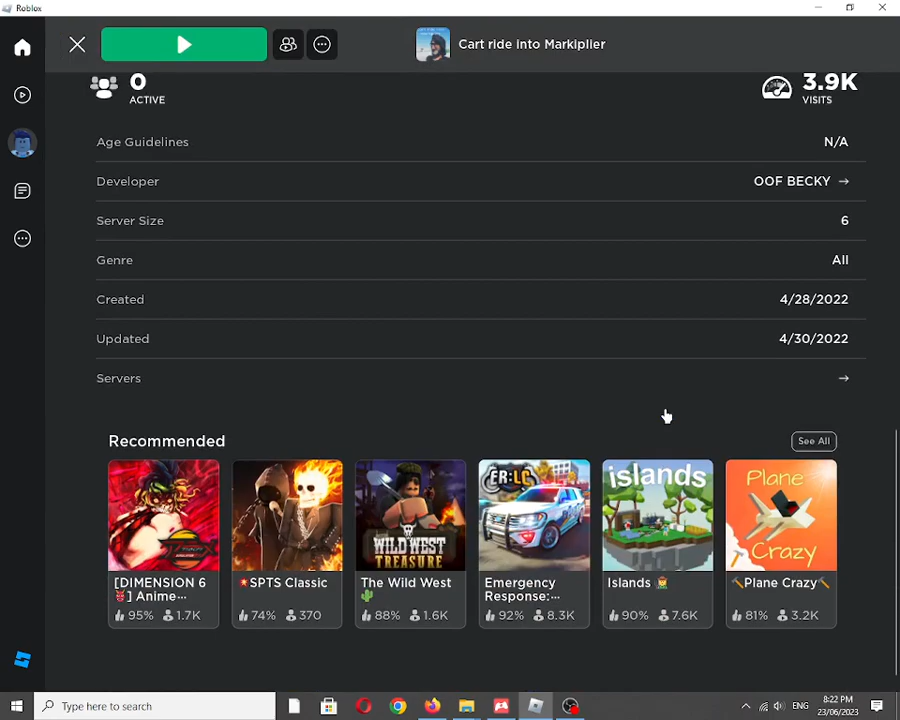 Roblox
Cart ride into Markiplier
0
ACTIVE
3.9K
VISITS
Age Guidelines N/A
Developer OOF BECKY →
Server Size 6
Genre All
Created 4/28/2022
Updated 4/30/2022
Servers →
Recommended See All
WILD WEST
TREASURE
ER:LC
islands
Plane
Crazy
[DIMENSION 6
👹] Anime...
95% 1.7K
💥SPTS Classic
74% 370
The Wild West
🌵
88% 1.6K
Emergency
Response:...
92% 8.3K
Islands
90% 7.6K
🔨Plane Crazy🔨
81% 3.2K
Type here to search
ENG
8:22 PM
23/06/2023